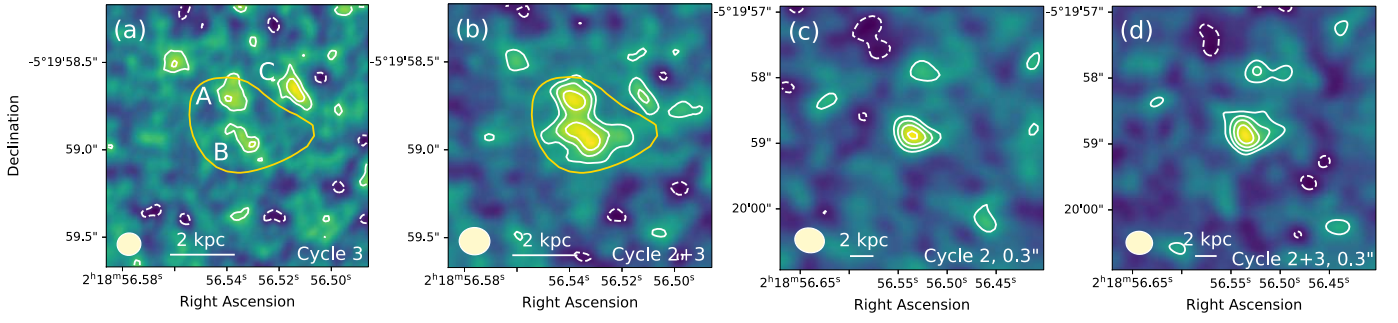 (a)
A
B
C
2 kpc
Cycle 3
Declination
-5°19'58.5"
59.0"
59.5"
2ʰ18ᵐ56.58ˢ
56.54ˢ
56.52ˢ
56.50ˢ
Right Ascension
(b)
2 kpc
Cycle 2+3
-5°19'58.5"
59.0"
59.5"
2ʰ18ᵐ56.58ˢ
56.54ˢ
56.52ˢ
56.50ˢ
Right Ascension
(c)
2 kpc
Cycle 2, 0.3"
-5°19'57"
58"
59"
20'00"
2ʰ18ᵐ56.65ˢ
56.55ˢ
56.50ˢ
56.45ˢ
Right Ascension
(d)
2 kpc
Cycle 2+3, 0.3"
-5°19'57"
58"
59"
20'00"
2ʰ18ᵐ56.65ˢ
56.55ˢ
56.50ˢ
56.45ˢ
Right Ascension